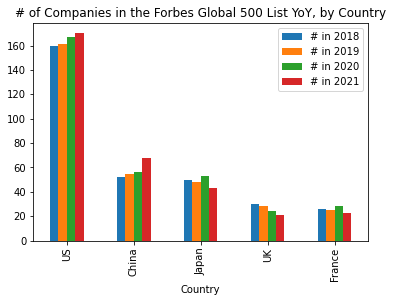 # of Companies in the Forbes Global 500 List YoY, by Country
# in 2018
# in 2019
# in 2020
# in 2021
160
140
120
100
80
60
40
20
0
US
China
Japan
UK
France
Country